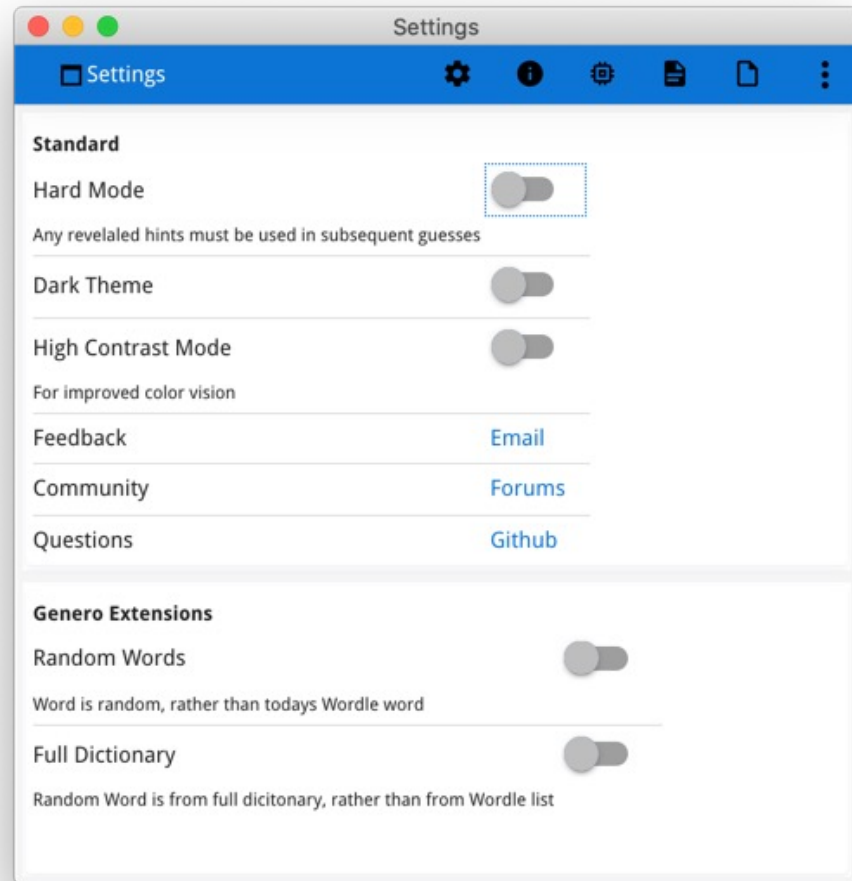 Settings
Settings
Standard
Hard Mode
Any revelaled hints must be used in subsequent guesses
Dark Theme
High Contrast Mode
For improved color vision
Feedback Email
Community Forums
Questions Github
Genero Extensions
Random Words
Word is random, rather than todays Wordle word
Full Dictionary
Random Word is from full dicitonary, rather than from Wordle list